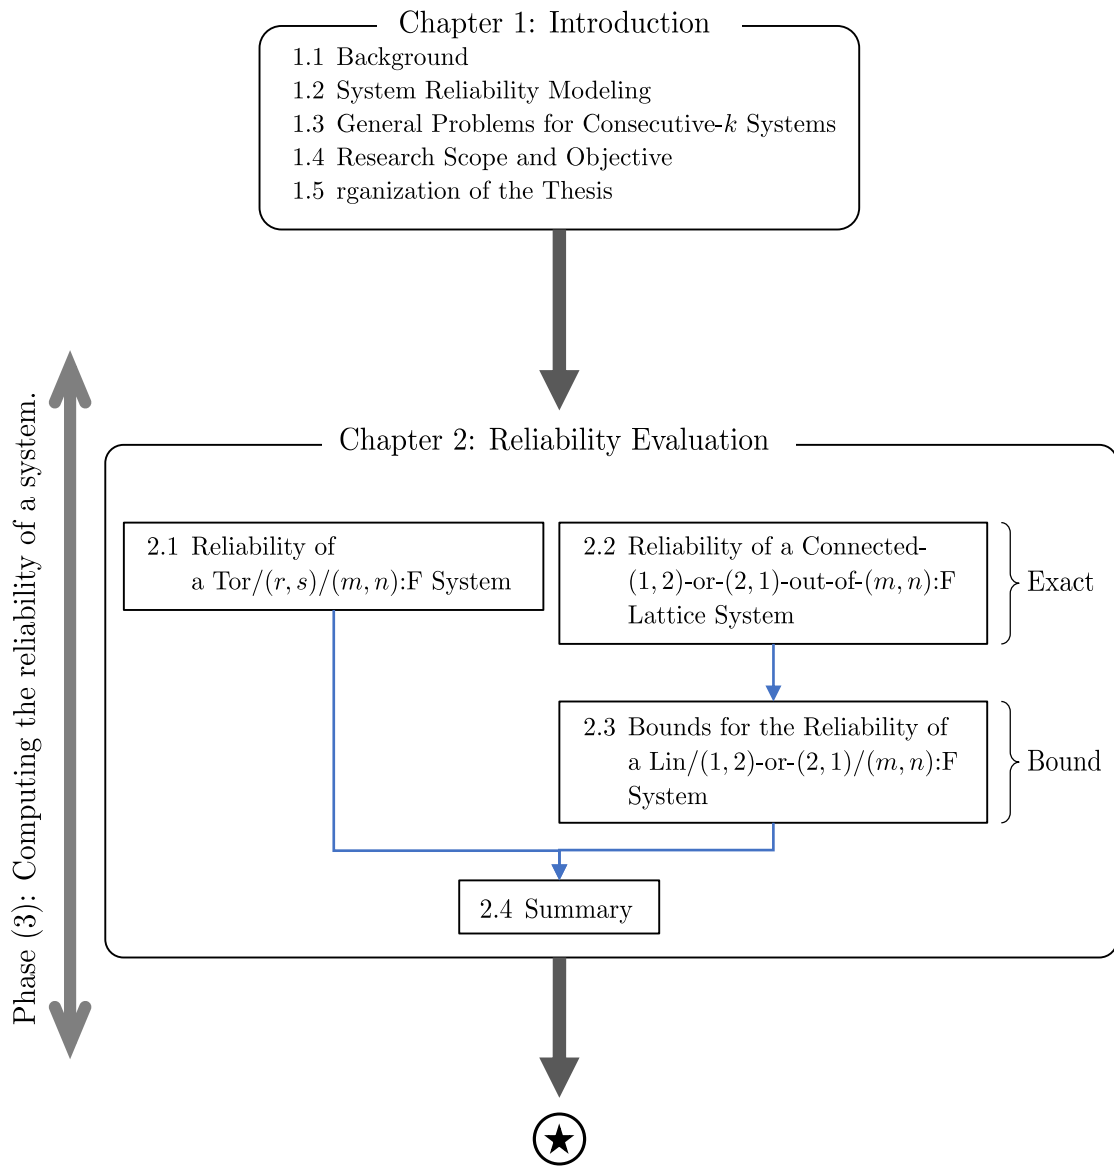 Chapter 1: Introduction
1.1 Background
1.2 System Reliability Modeling
1.3 General Problems for Consecutive-k Systems
1.4 Research Scope and Objective
1.5 rganization of the Thesis
Phase (3): Computing the reliability of a system.
Chapter 2: Reliability Evaluation
2.1 Reliability of
a Tor/(r, s)/(m, n):F System
2.2 Reliability of a Connected-
(1, 2)-or-(2, 1)-out-of-(m, n):F
Lattice System
Exact
2.3 Bounds for the Reliability of
a Lin/(1, 2)-or-(2, 1)/(m, n):F
System
Bound
2.4 Summary